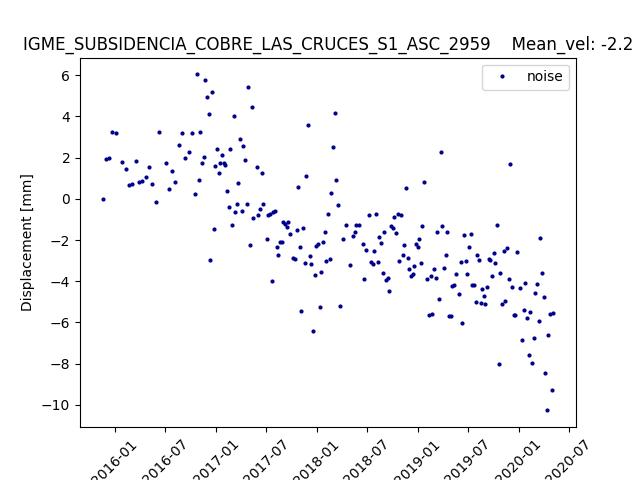 IGME_SUBSIDENCIA_COBRE_LAS_CRUCES_S1_ASC_2959    Mean_vel: -2.2
noise
Displacement [mm]
6
4
2
0
−2
−4
−6
−8
−10
2016-01 2016-07 2017-01 2017-07 2018-01 2018-07 2019-01 2019-07 2020-01 2020-07